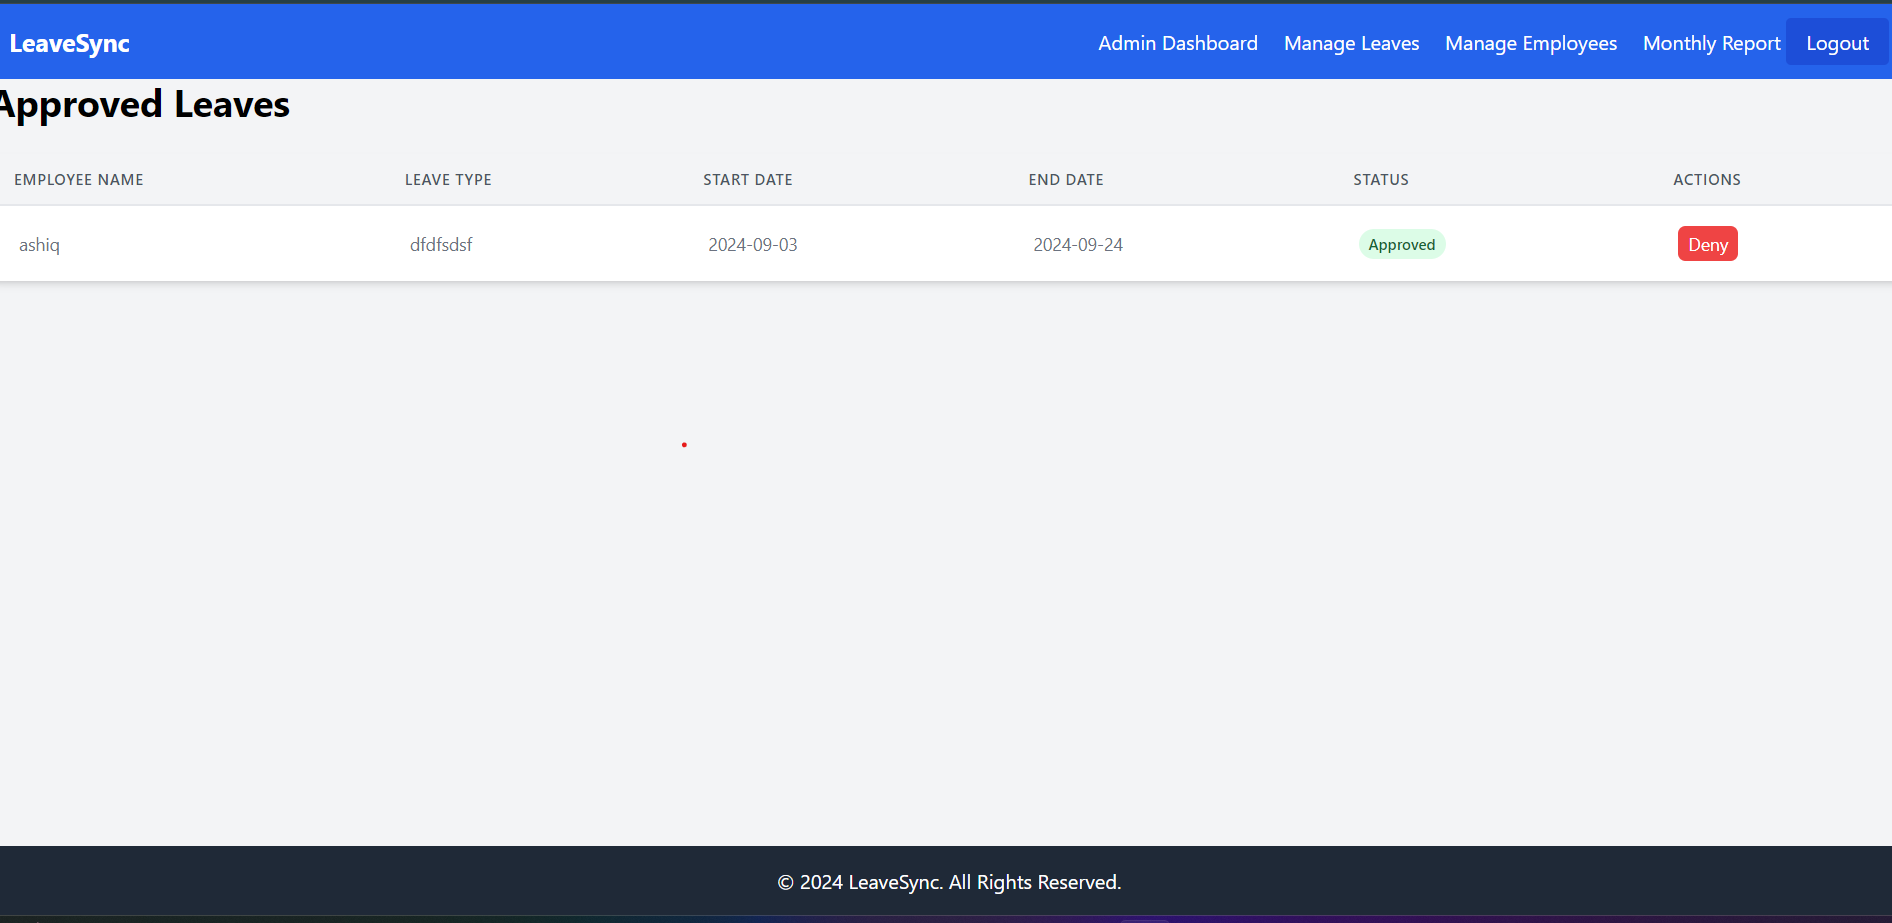 LeaveSync Admin Dashboard Manage Leaves Manage Employees Monthly Report Logout
Approved Leaves
EMPLOYEE NAME LEAVE TYPE START DATE END DATE STATUS ACTIONS
ashiq dfdfsdsf 2024-09-03 2024-09-24 Approved Deny
© 2024 LeaveSync. All Rights Reserved.